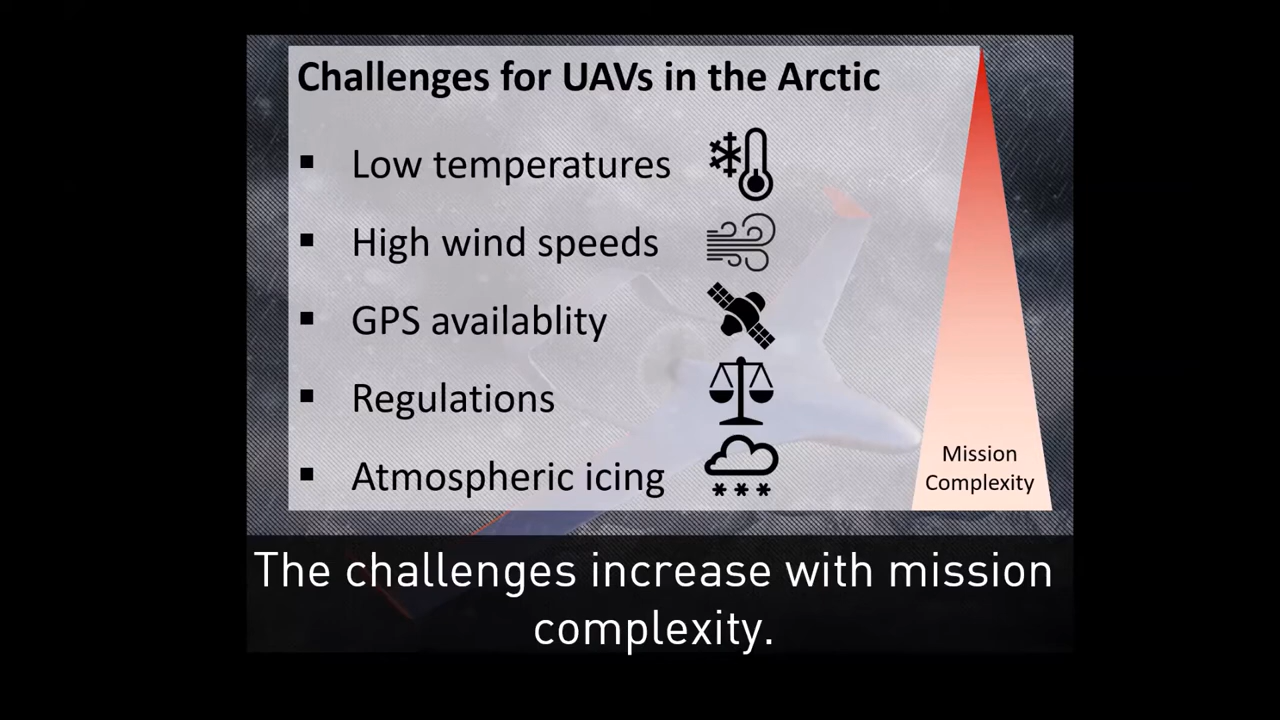 Challenges for UAVs in the Arctic
▪ Low temperatures
▪ High wind speeds
▪ GPS availablity
▪ Regulations
▪ Atmospheric icing
Mission
Complexity
The challenges increase with mission
complexity.